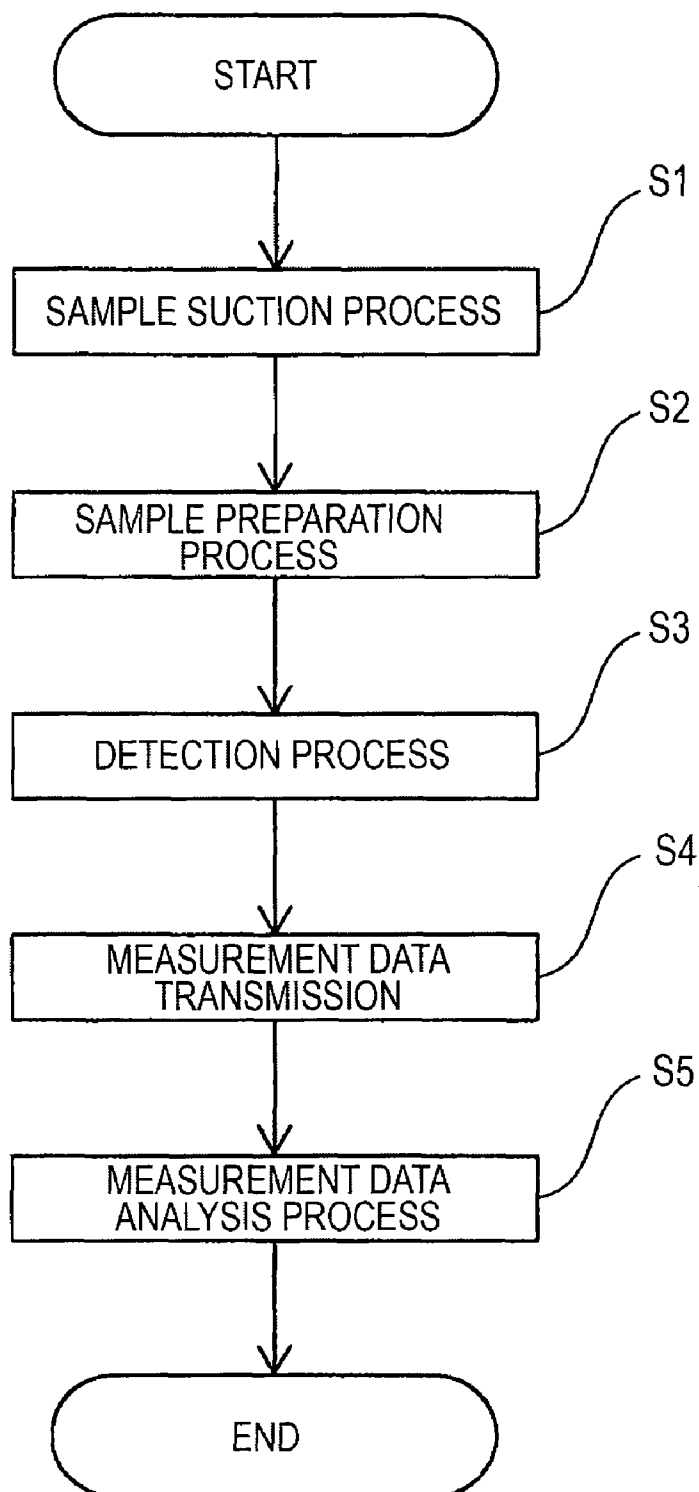 START
S1
SAMPLE SUCTION PROCESS
S2
SAMPLE PREPARATION
PROCESS
S3
DETECTION PROCESS
S4
MEASUREMENT DATA
TRANSMISSION
S5
MEASUREMENT DATA
ANALYSIS PROCESS
END